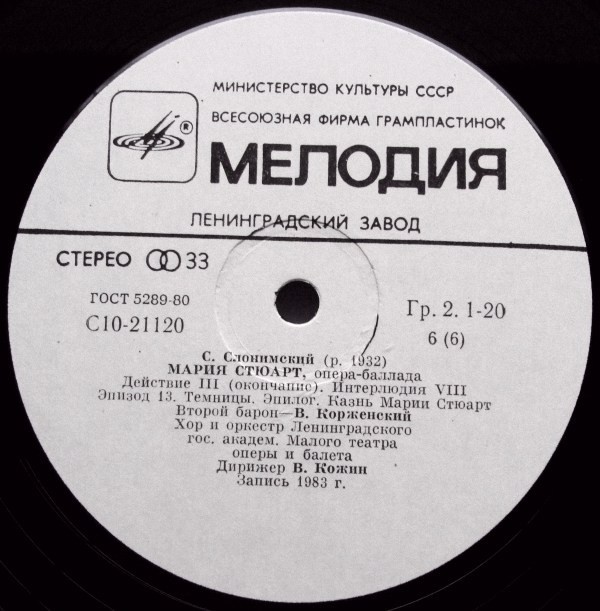 МИНИСТЕРСТВО КУЛЬТУРЫ СССР
ВСЕСОЮЗНАЯ ФИРМА ГРАМПЛАСТИНОК
®
МЕЛОДИЯ
ЛЕНИНГРАДСКИЙ ЗАВОД
СТЕРЕО 33
ГОСТ 5289-80
С10-21120
Гр. 2. 1-20
6 (6)
С. Слонимский (р. 1932)
МАРИЯ СТЮАРТ, опера-баллада
Действие III (окончание). Интерлюдия VIII
Эпизод 13. Темницы. Эпилог. Казнь Марии Стюарт
Второй барон—В. Корженский
Хор и оркестр Ленинградского
гос. академ. Малого театра
оперы и балета
Дирижер В. Кожин
Запись 1983 г.